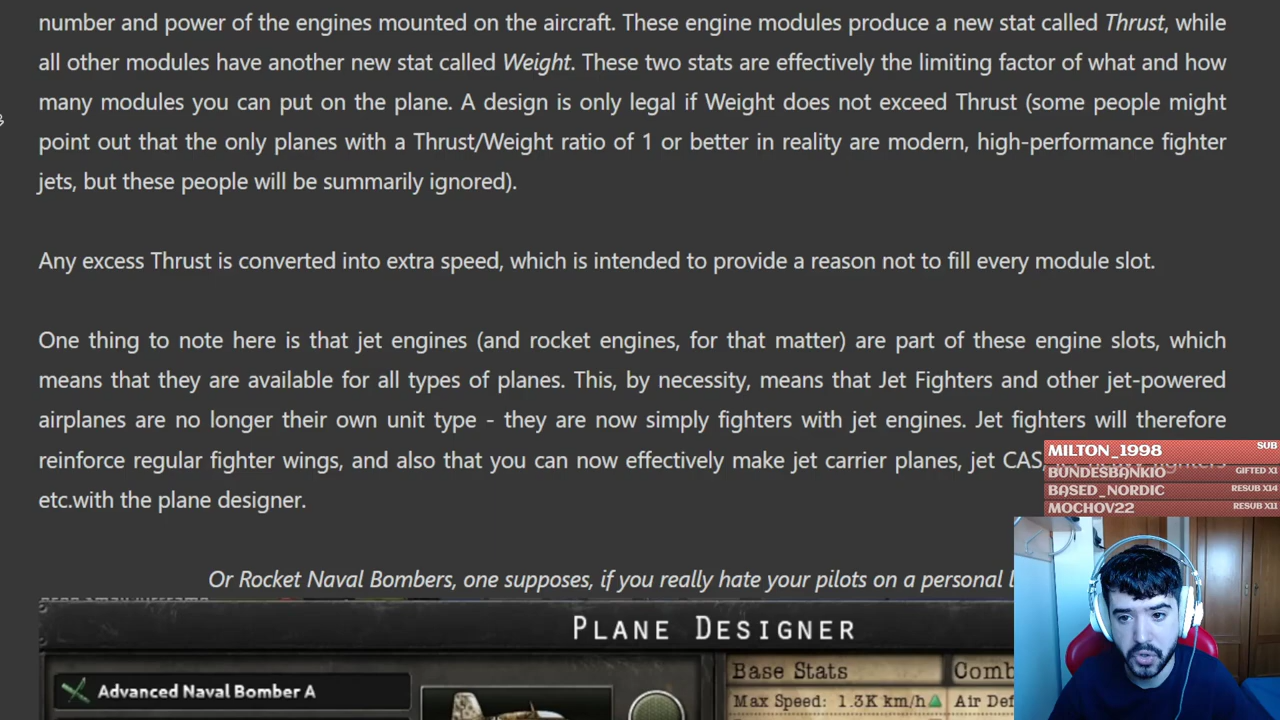 number and power of the engines mounted on the aircraft. These engine modules produce a new stat called Thrust, while
all other modules have another new stat called Weight. These two stats are effectively the limiting factor of what and how
many modules you can put on the plane. A design is only legal if Weight does not exceed Thrust (some people might
point out that the only planes with a Thrust/Weight ratio of 1 or better in reality are modern, high-performance fighter
jets, but these people will be summarily ignored).
Any excess Thrust is converted into extra speed, which is intended to provide a reason not to fill every module slot.
One thing to note here is that jet engines (and rocket engines, for that matter) are part of these engine slots, which
means that they are available for all types of planes. This, by necessity, means that Jet Fighters and other jet-powered
airplanes are no longer their own unit type - they are now simply fighters with jet engines. Jet fighters will therefore
reinforce regular fighter wings, and also that you can now effectively make jet carrier planes, jet CAS,
etc.with the plane designer.
MILTON_1998 SUB
BUNDESBANKIO GIFTED X1
BASED_NORDIC RESUB X14
MOCHOV22 RESUB X11
Or Rocket Naval Bombers, one supposes, if you really hate your pilots on a personal
PLANE DESIGNER
Advanced Naval Bomber A
Base Stats
Max Speed: 1.3K km/h
Air Def